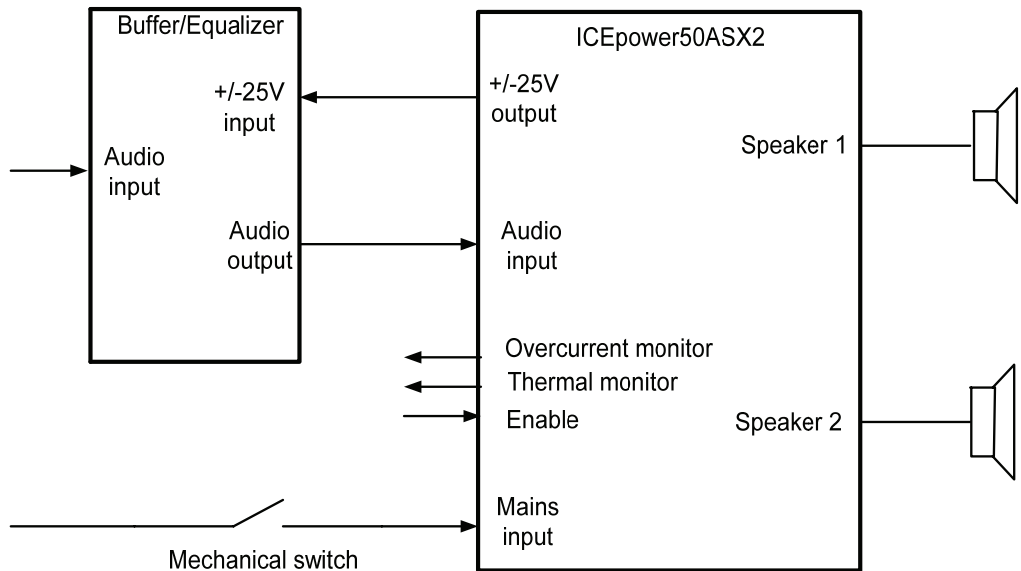 Buffer/Equalizer
+/-25V
input
Audio
input
Audio
output
ICEpower50ASX2
+/-25V
output
Speaker 1
Audio
input
Overcurrent monitor
Thermal monitor
Enable
Speaker 2
Mains
input
Mechanical switch